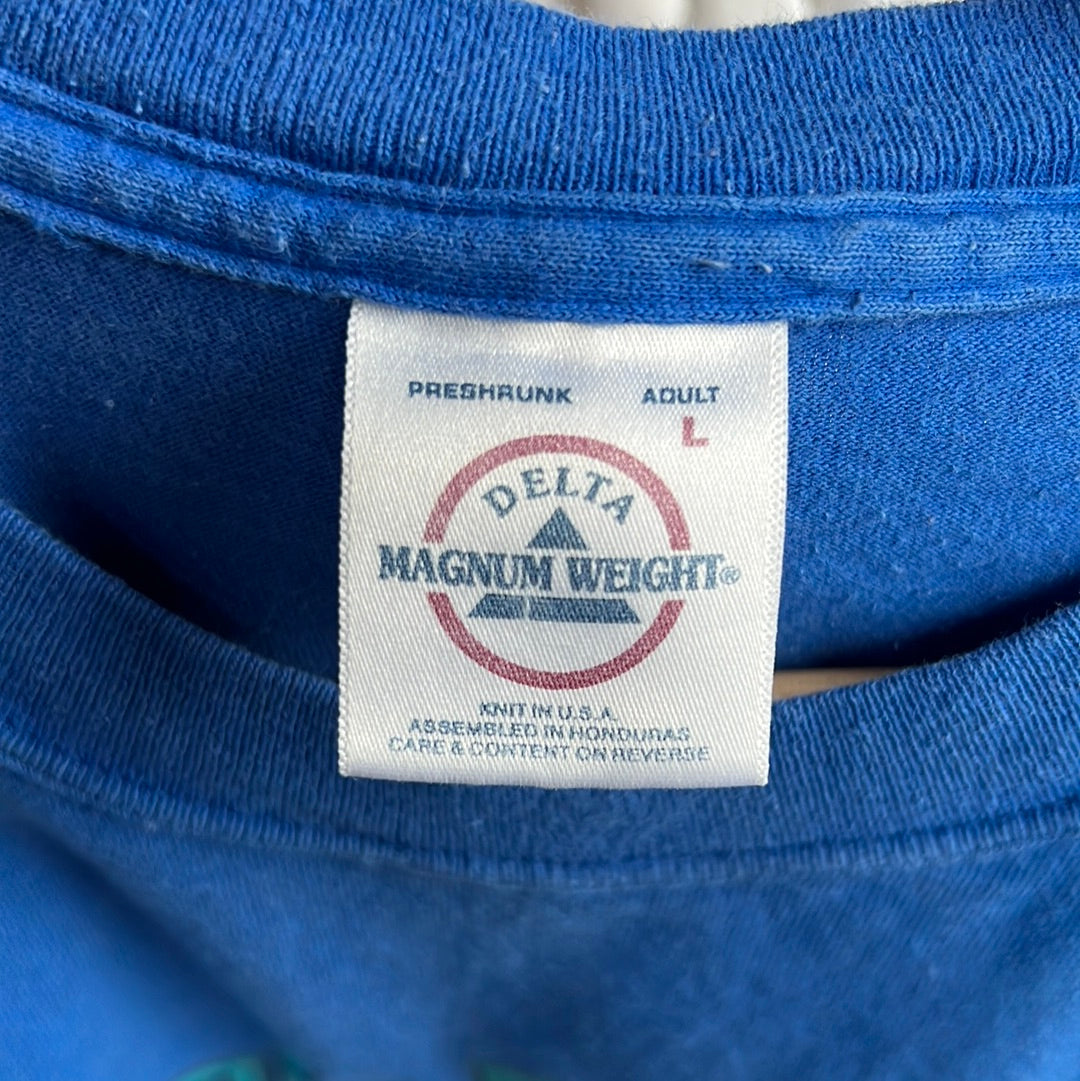 PRESHRUNK ADULT
L
DELTA
MAGNUM WEIGHT®
KNIT IN U.S.A.
ASSEMBLED IN HONDURAS
CARE & CONTENT ON REVERSE